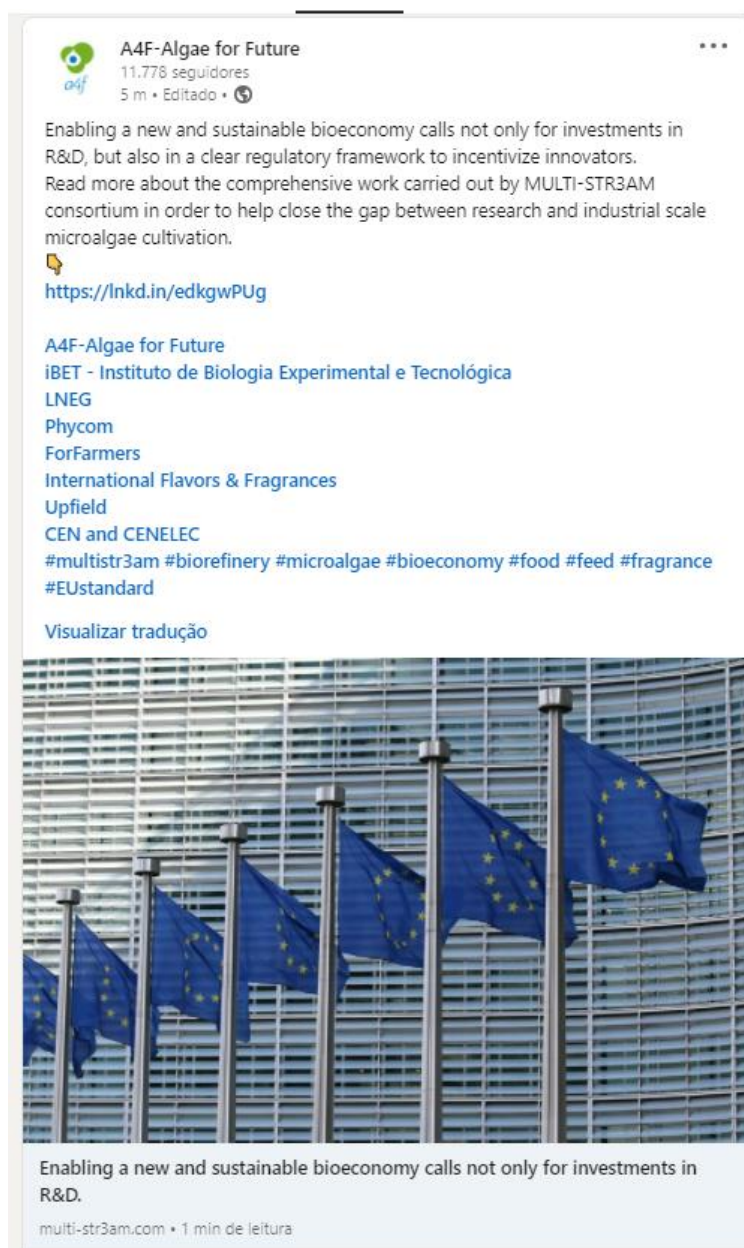 A4F-Algae for Future
11.778 seguidores
a4f
5 m • Editado •
Enabling a new and sustainable bioeconomy calls not only for investments in
R&D, but also in a clear regulatory framework to incentivize innovators.
Read more about the comprehensive work carried out by MULTI-STR3AM
consortium in order to help close the gap between research and industrial scale
microalgae cultivation.
https://lnkd.in/edkgwPUg
A4F-Algae for Future
iBET - Instituto de Biologia Experimental e Tecnológica
LNEG
Phycom
ForFarmers
International Flavors & Fragrances
Upfield
CEN and CENELEC
#multistr3am #biorefinery #microalgae #bioeconomy #food #feed #fragrance
#EUstandard
Visualizar tradução
Enabling a new and sustainable bioeconomy calls not only for investments in
R&D.
multi-str3am.com • 1 min de leitura